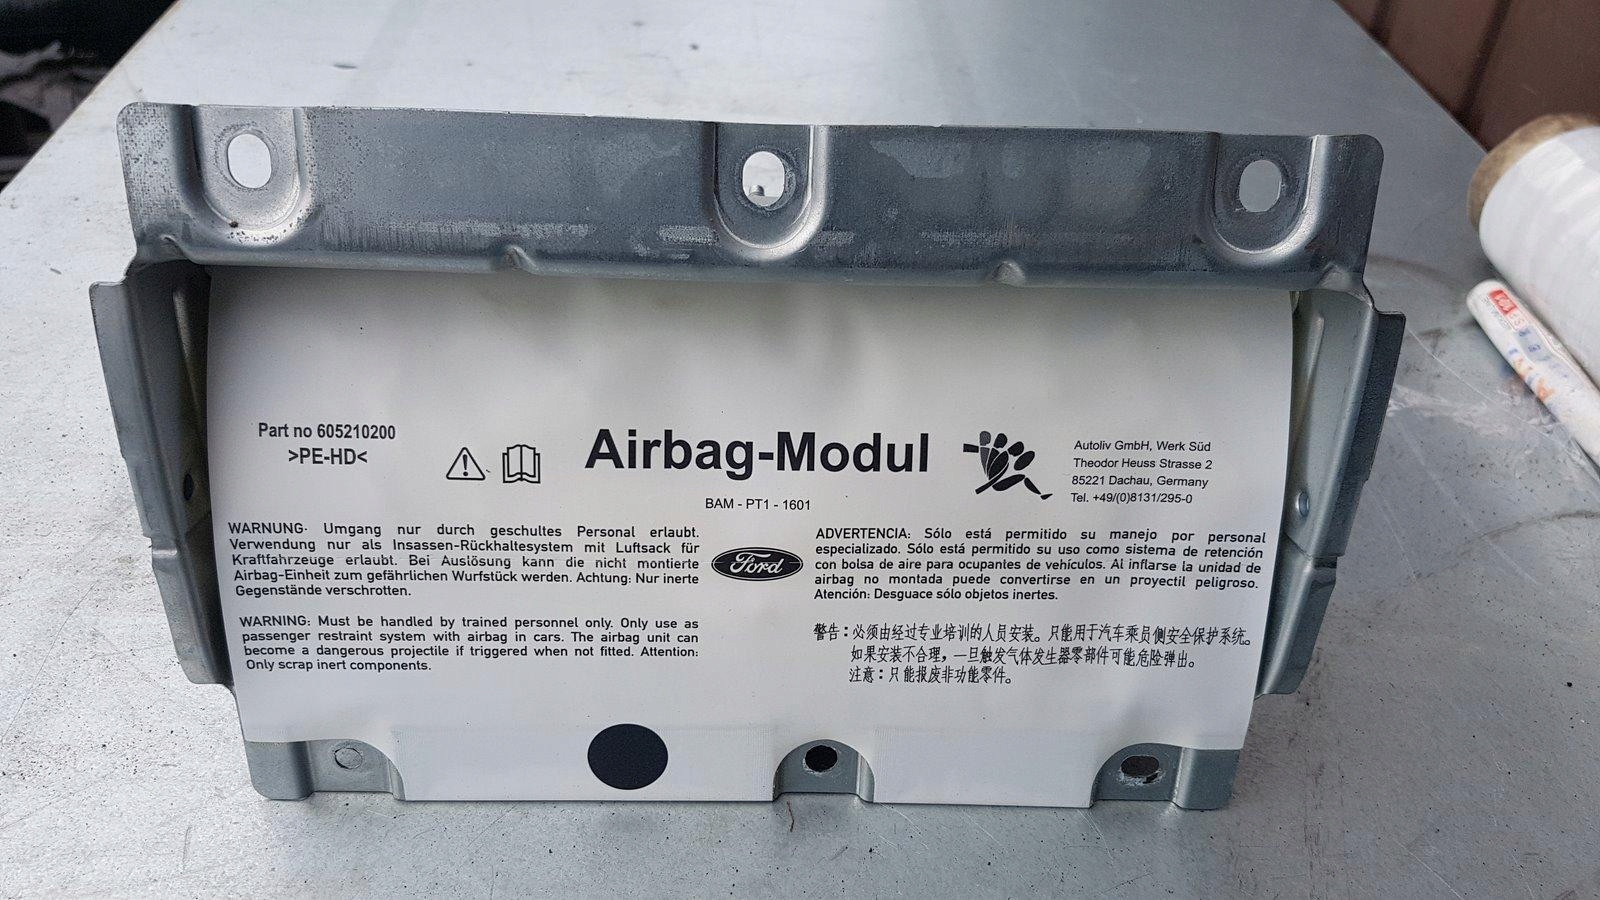 Part no 605210200
>PE-HD<
Airbag-Modul
BAM - PT1 - 1601
Autoliv GmbH, Werk Süd
Theodor Heuss Strasse 2
85221 Dachau, Germany
Tel. +49/(0)8131/295-0
WARNUNG: Umgang nur durch geschultes Personal erlaubt.
Verwendung nur als Insassen-Rückhaltesystem mit Luftsack für
Kraftfahrzeuge erlaubt. Bei Auslösung kann die nicht montierte
Airbag-Einheit zum gefährlichen Wurfstück werden. Achtung: Nur inerte
Gegenstände verschrotten.
WARNING: Must be handled by trained personnel only. Only use as
passenger restraint system with airbag in cars. The airbag unit can
become a dangerous projectile if triggered when not fitted. Attention:
Only scrap inert components.
Ford
ADVERTENCIA: Sólo está permitido su manejo por personal
especializado. Sólo está permitido su uso como sistema de retención
con bolsa de aire para ocupantes de vehículos. Al inflarse la unidad de
airbag no montada puede convertirse en un proyectil peligroso.
Atención: Desguace sólo objetos inertes.
警告：必须由经过专业培训的人员安装。只能用于汽车乘员侧安全保护系统。
如果安装不合理，一旦触发气体发生器零部件可能危险弹出。
注意：只能报废非功能零件。